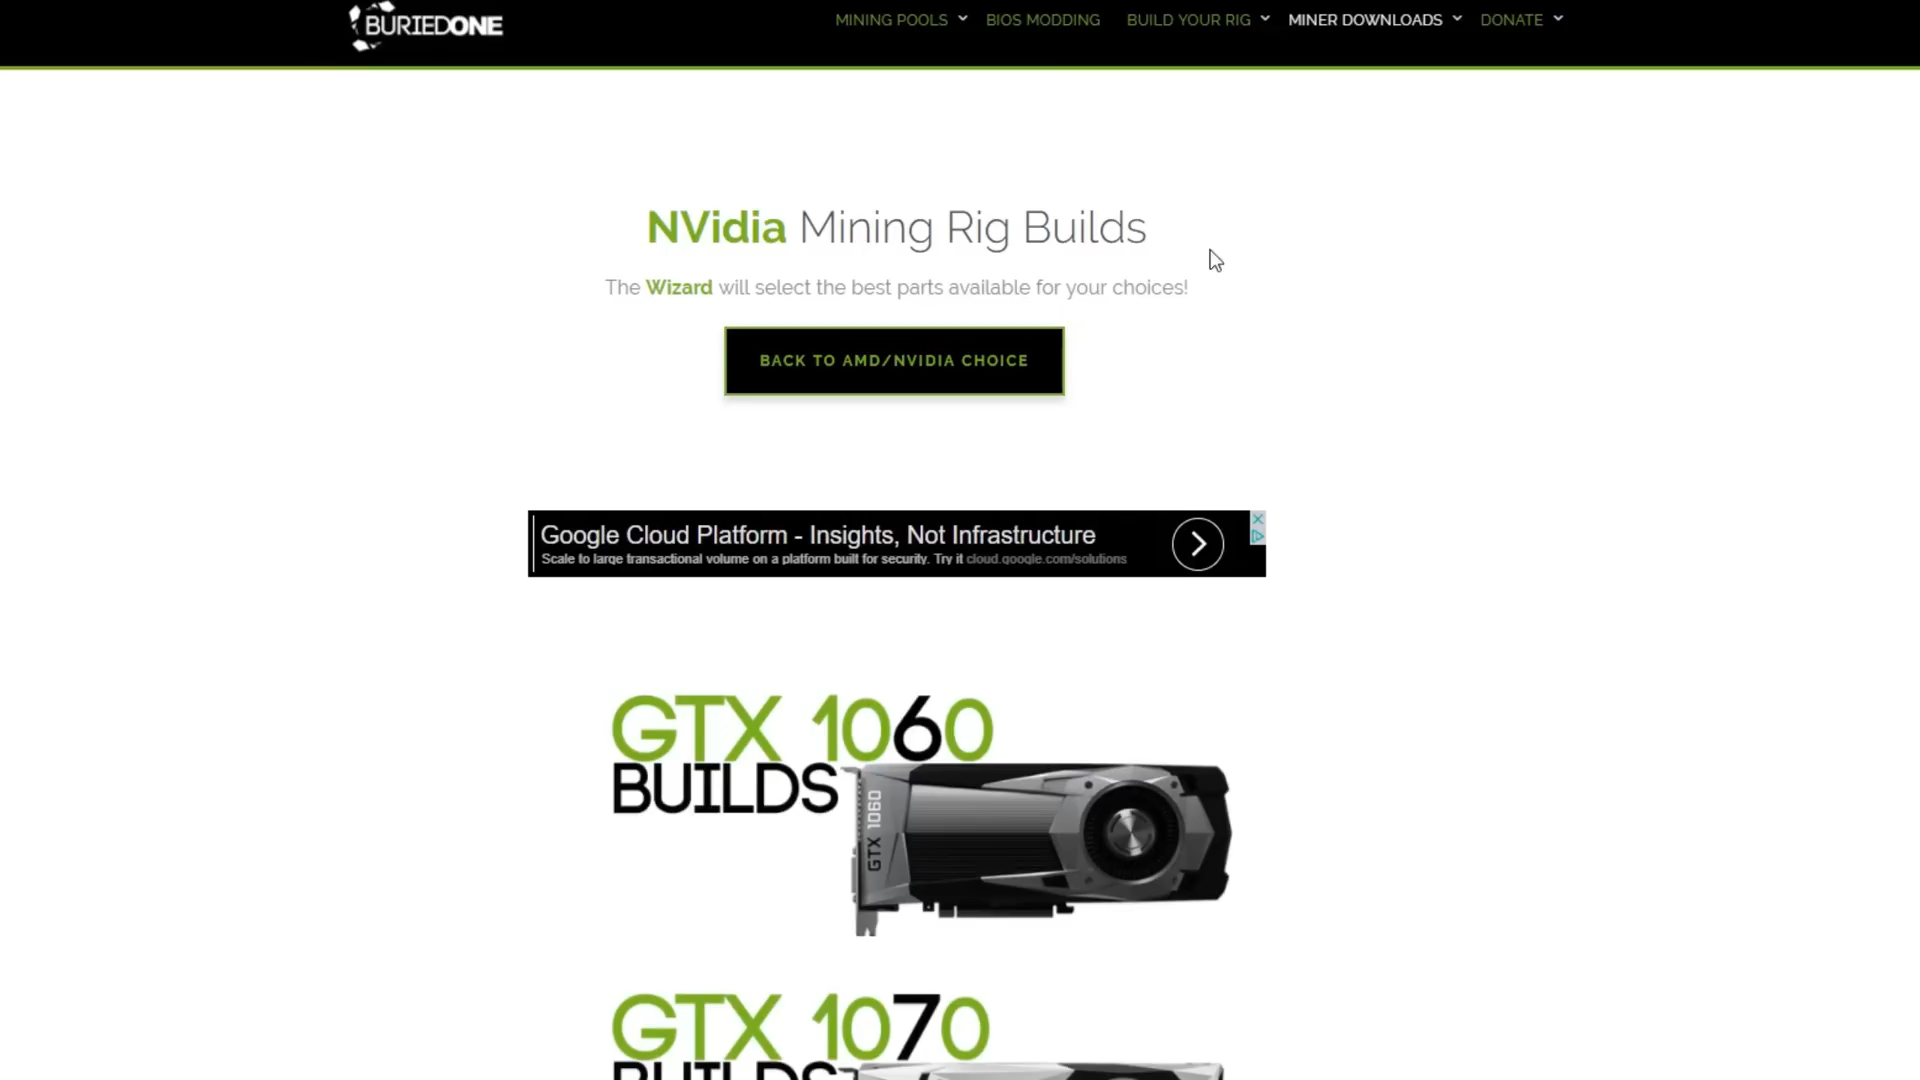 BURIEDONE
MINING POOLS BIOS MODDING BUILD YOUR RIG MINER DOWNLOADS DONATE
NVidia Mining Rig Builds
The Wizard will select the best parts available for your choices!
BACK TO AMD/NVIDIA CHOICE
Google Cloud Platform - Insights, Not Infrastructure
Scale to large transactional volume on a platform built for security. Try it cloud.google.com/solutions
GTX 1060
BUILDS
GTX 1060
GTX 1070
BUILDS